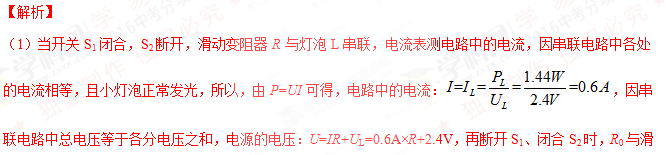 【解析】
（1）当开关 S₁闭合，S₂断开，滑动变阻器 R 与灯泡 L 串联，电流表测电路中的电流，因串联电路中各处
的电流相等，且小灯泡正常发光，所以，由 P=UI 可得，电路中的电流：I=I_L=P_L/U_L=1.44W/2.4V=0.6A，因串
联电路中总电压等于各分电压之和，电源的电压：U=IR+U_L=0.6A×R+2.4V，再断开 S₁、闭合 S₂时，R₀与滑